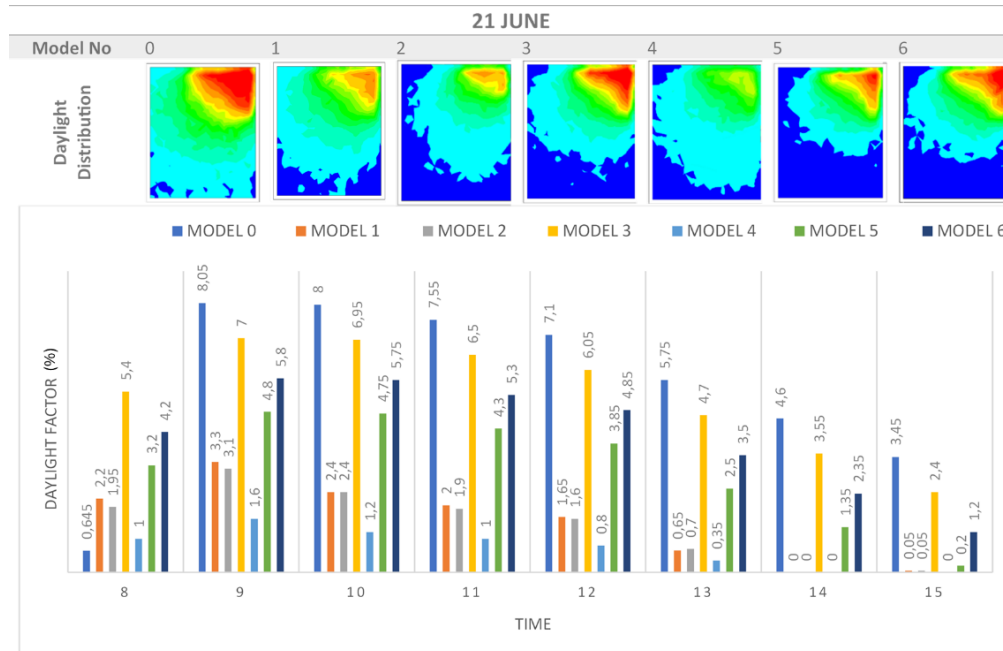 21 JUNE
Model No 0 1 2 3 4 5 6
Daylight
Distribution
MODEL 0 MODEL 1 MODEL 2 MODEL 3 MODEL 4 MODEL 5 MODEL 6
DAYLIGHT FACTOR (%)
0,645 2,2 1,95 5,4 1 3,2 4,2
8,05 3,3 3,1 7 1,6 4,8 5,8
8 2,4 2,4 6,95 1,2 4,75 5,75
7,55 2 1,9 6,5 1 4,3 5,3
7,1 1,65 1,6 6,05 0,8 3,85 4,85
5,75 0,65 0,7 4,7 0,35 2,5 3,5
4,6 0 0 3,55 0 1,35 2,35
3,45 0,05 0,05 2,4 0 0,2 1,2
8 9 10 11 12 13 14 15
TIME